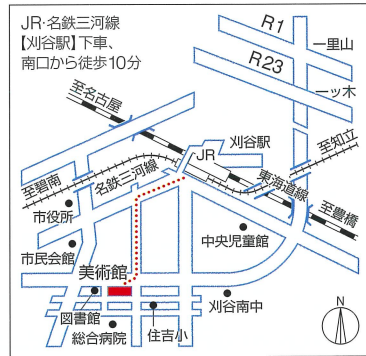 JR・名鉄三河線
【刈谷駅】下車、
南口から徒歩10分
R1
一里山
R23
一ッ木
至名古屋
刈谷駅
JR
至知立
至碧南
名鉄三河線
東海道線
至豊橋
市役所
中央児童館
市民会館
美術館
図書館
刈谷南中
総合病院
住吉小
N